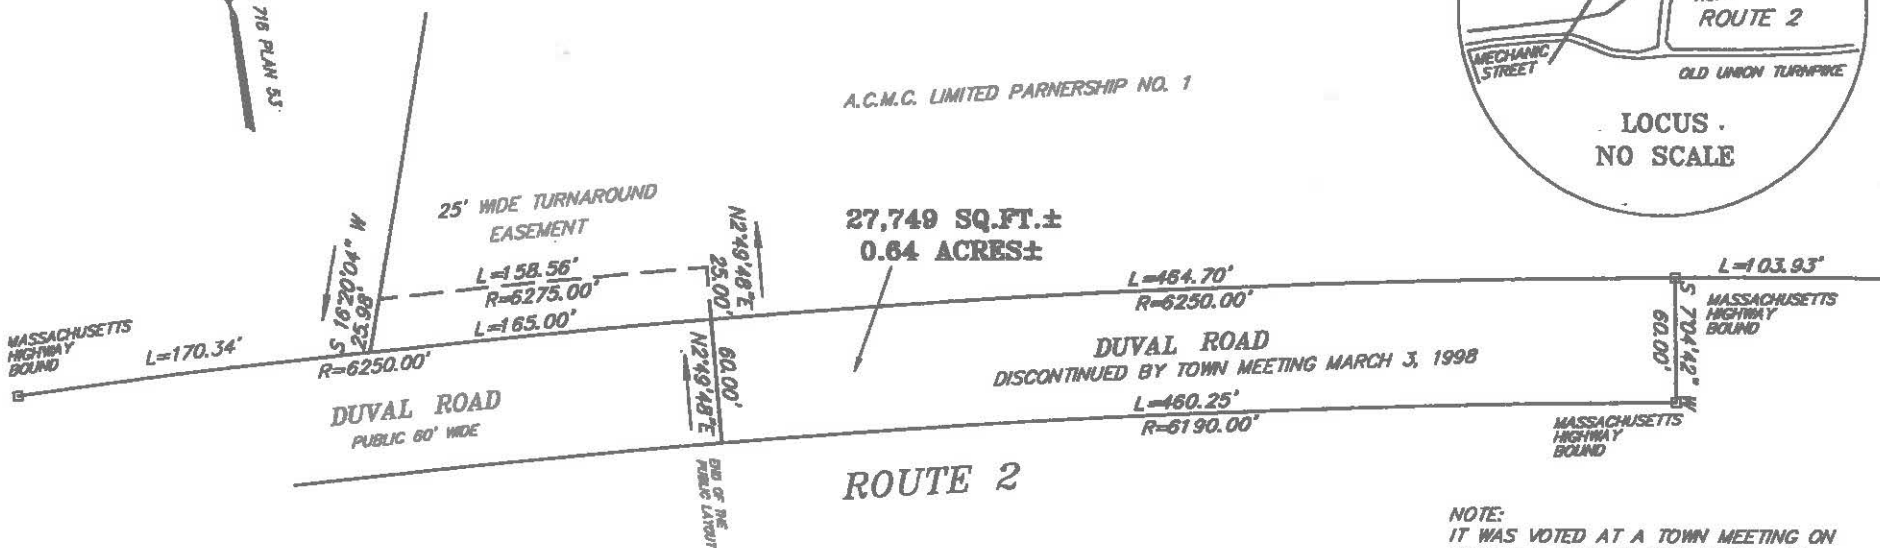 716 PLAN 53
ROUTE 2
MECHANIC
STREET
OLD UNION TURNPIKE
LOCUS
NO SCALE
A.C.M.C. LIMITED PARNERSHIP NO. 1
25' WIDE TURNAROUND
EASEMENT
27,749 SQ.FT.±
0.64 ACRES±
S 16°20'04" W
25.98'
L=158.56'
R=6275.00'
N2°49'48"E
25.00'
L=464.70'
R=6250.00'
L=103.93'
MASSACHUSETTS
HIGHWAY
BOUND
L=170.34'
L=165.00'
R=6250.00'
S 7°04'42" W
60.00'
MASSACHUSETTS
HIGHWAY
BOUND
DUVAL ROAD
DISCONTINUED BY TOWN MEETING MARCH 3, 1998
N2°49'48"E
60.00'
DUVAL ROAD
PUBLIC 60' WIDE
L=460.25'
R=6190.00'
MASSACHUSETTS
HIGHWAY
BOUND
END OF THE
PUBLIC LAYOUT
ROUTE 2
NOTE:
IT WAS VOTED AT A TOWN MEETING ON